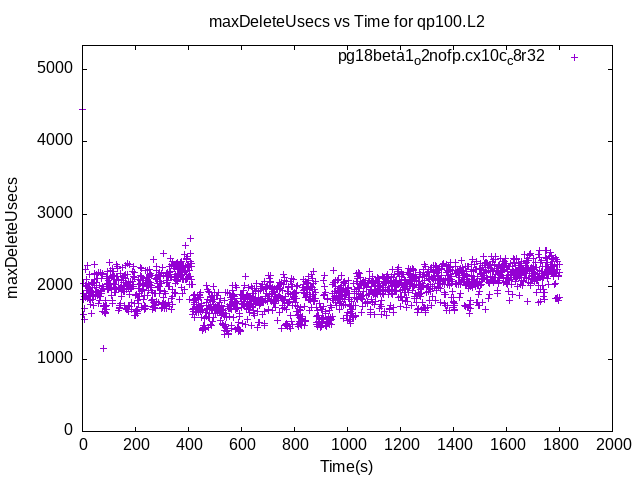 maxDeleteUsecs vs Time for qp100.L2
pg18beta1o2nofp.cx10cc8r32
5000
4000
3000
2000
1000
0
maxDeleteUsecs
0 200 400 600 800 1000 1200 1400 1600 1800 2000
Time(s)